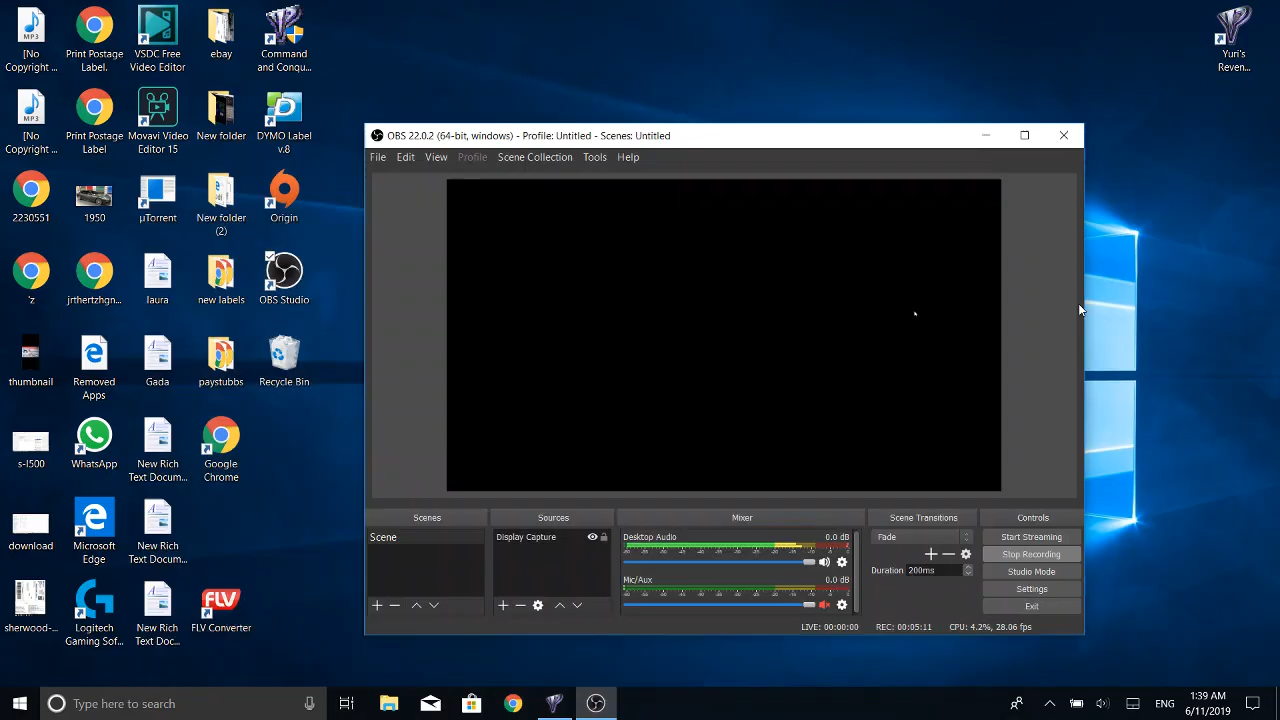 [No
Copyright ...
Print Postage
Label.
VSDC Free
Video Editor
ebay
Command
and Conqu...
Yuri's
Reven...
[No
Copyright ...
Print Postage
Label
Movavi Video
Editor 15
New folder
DYMO Label
v.8
2230551
1950
µTorrent
New folder
(2)
Origin
'z
jrthertzhgn...
laura
new labels
OBS Studio
thumbnail
Removed
Apps
Gada
paystubbs
Recycle Bin
s-l500
WhatsApp
New Rich
Text Docum...
Google
Chrome
download
Microsoft
Edge
New Rich
Text Docum...
sherwood-...
Logitech
Gaming Sof...
New Rich
Text Doc...
FLV Converter
OBS 22.0.2 (64-bit, windows) - Profile: Untitled - Scenes: Untitled
File Edit View Profile Scene Collection Tools Help
Scenes Sources Mixer Scene Transitions Controls
Scene
Display Capture
Desktop Audio 0.0 dB
Mic/Aux 0.0 dB
Fade
Duration 200ms
Start Streaming
Stop Recording
Studio Mode
Settings
Exit
LIVE: 00:00:00 REC: 00:05:11 CPU: 4.2%, 28.06 fps
Type here to search
ENG
1:39 AM
6/11/2019